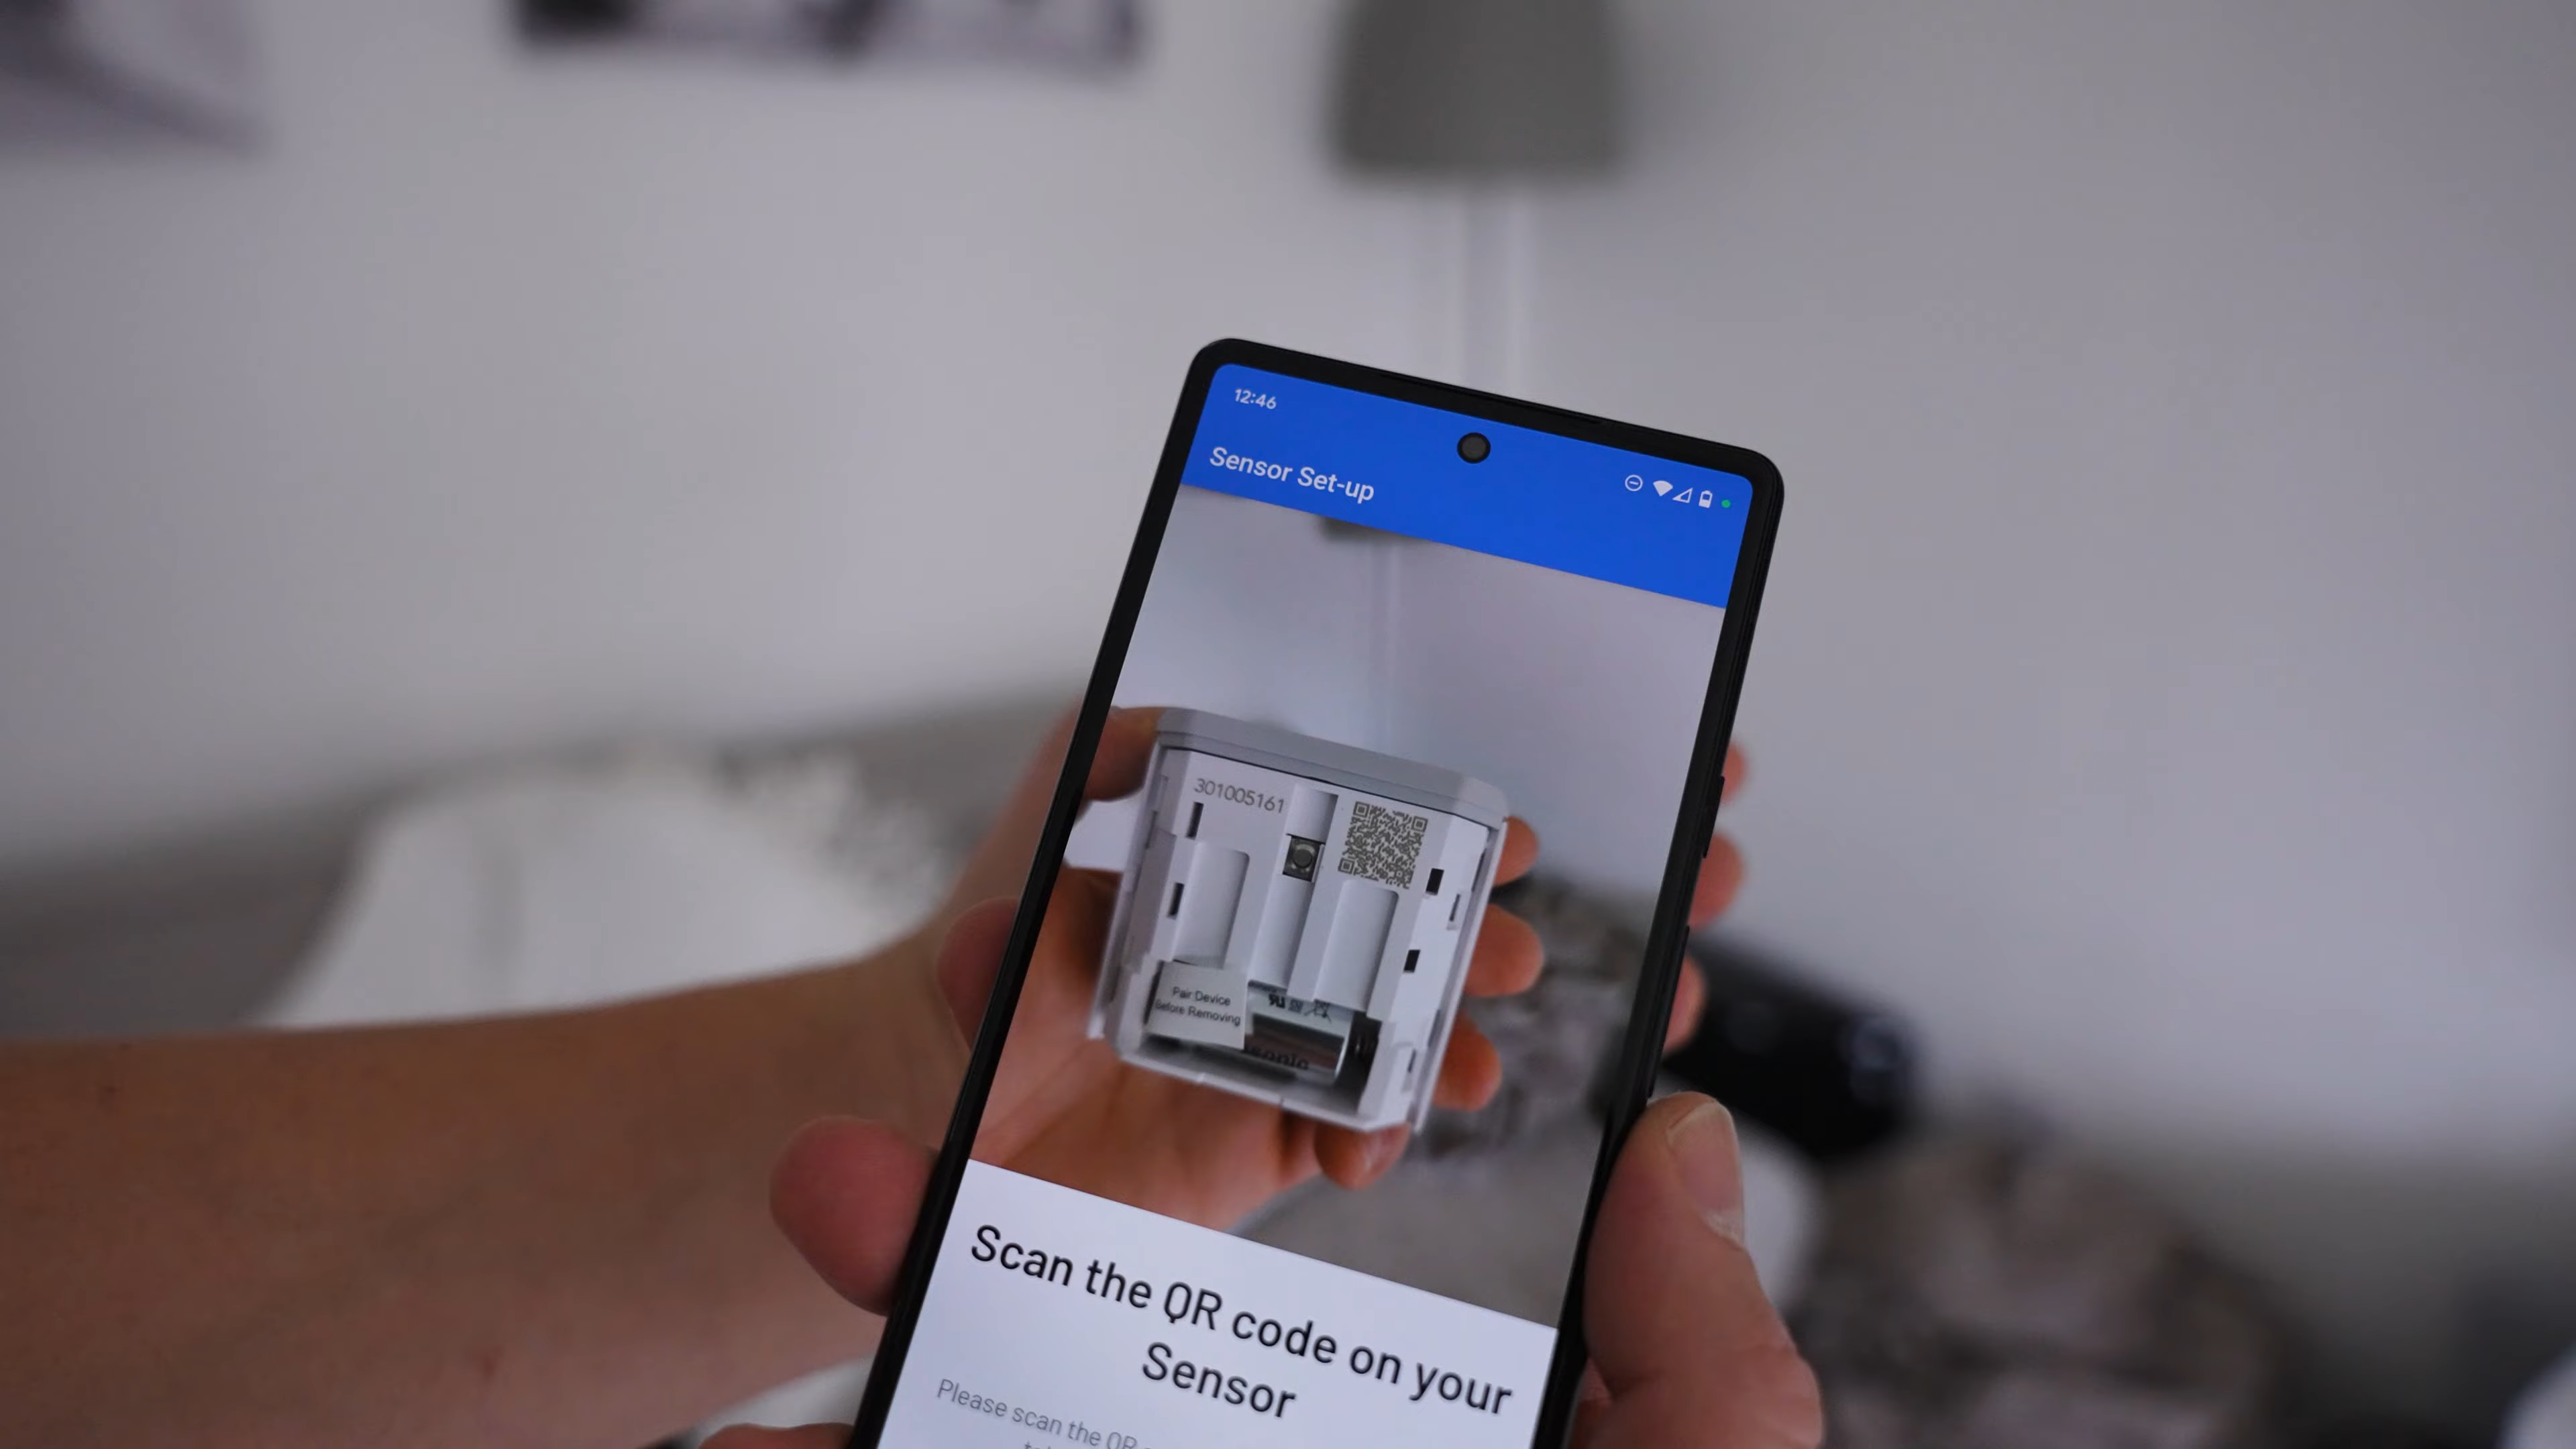 12:46
Sensor Set-up
301005161
Pair Device
Before Removing
Scan the QR code on your
Sensor
Please scan the QR